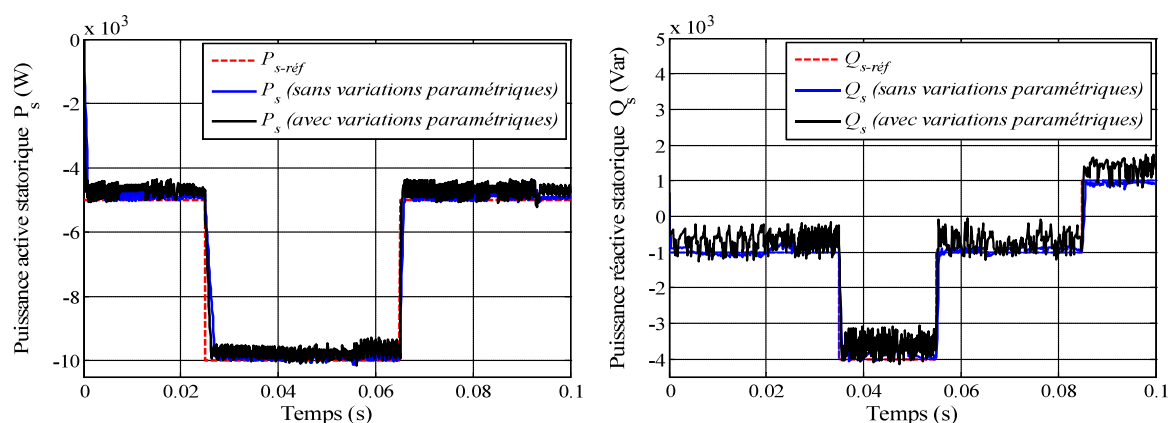 x 10³
0
-2
-4
-6
-8
-10
0
0.02
0.04
0.06
0.08
0.1
Temps (s)
Puissance active statorique P_s (W)
P_s-réf
P_s (sans variations paramétriques)
P_s (avec variations paramétriques)
x 10³
5
4
3
2
1
0
-1
-2
-3
-4
0
0.02
0.04
0.06
0.08
0.1
Temps (s)
Puissance réactive statorique Q_s (Var)
Q_s-réf
Q_s (sans variations paramétriques)
Q_s (avec variations paramétriques)